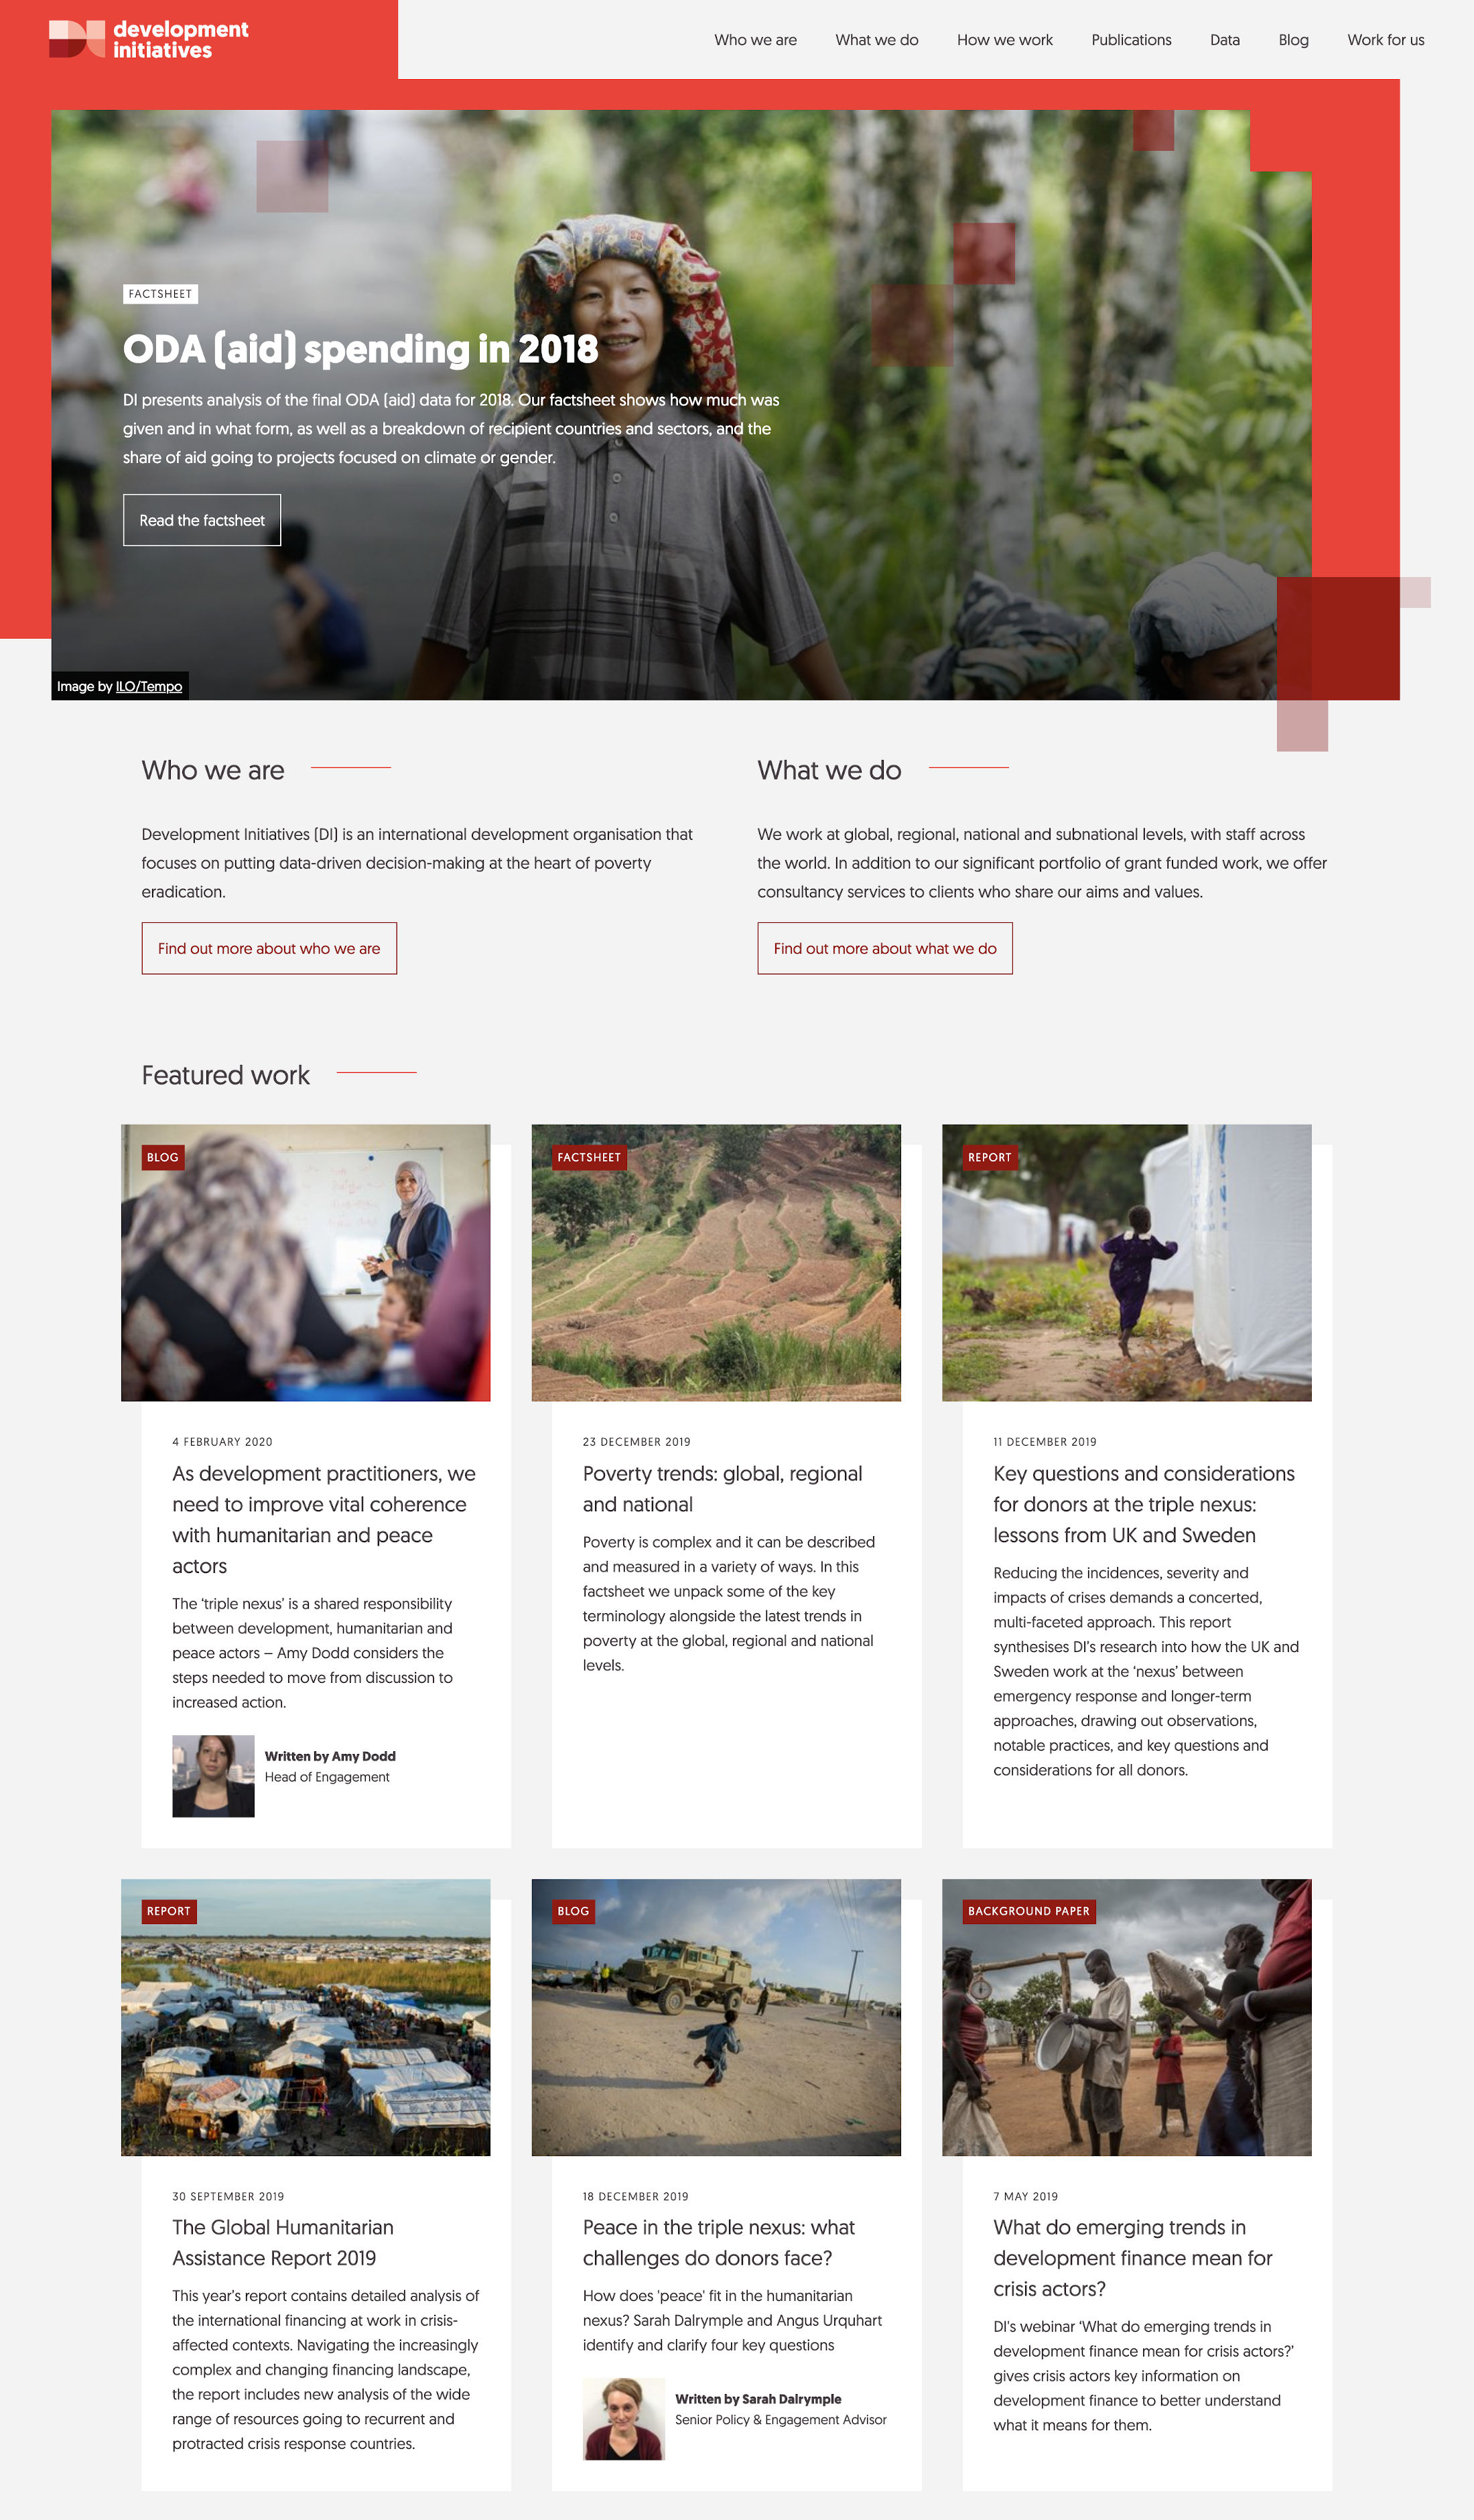 development
initiatives
Who we are What we do How we work Publications Data Blog Work for us
FACTSHEET
ODA (aid) spending in 2018
DI presents analysis of the final ODA (aid) data for 2018. Our factsheet shows how much was
given and in what form, as well as a breakdown of recipient countries and sectors, and the
share of aid going to projects focused on climate or gender.
Read the factsheet
Image by ILO/Tempo
Who we are
Development Initiatives (DI) is an international development organisation that
focuses on putting data-driven decision-making at the heart of poverty
eradication.
Find out more about who we are
What we do
We work at global, regional, national and subnational levels, with staff across
the world. In addition to our significant portfolio of grant funded work, we offer
consultancy services to clients who share our aims and values.
Find out more about what we do
Featured work
BLOG
4 FEBRUARY 2020
As development practitioners, we
need to improve vital coherence
with humanitarian and peace
actors
The ‘triple nexus’ is a shared responsibility
between development, humanitarian and
peace actors – Amy Dodd considers the
steps needed to move from discussion to
increased action.
Written by Amy Dodd
Head of Engagement
FACTSHEET
23 DECEMBER 2019
Poverty trends: global, regional
and national
Poverty is complex and it can be described
and measured in a variety of ways. In this
factsheet we unpack some of the key
terminology alongside the latest trends in
poverty at the global, regional and national
levels.
REPORT
11 DECEMBER 2019
Key questions and considerations
for donors at the triple nexus:
lessons from UK and Sweden
Reducing the incidences, severity and
impacts of crises demands a concerted,
multi-faceted approach. This report
synthesises DI’s research into how the UK and
Sweden work at the ‘nexus’ between
emergency response and longer-term
approaches, drawing out observations,
notable practices, and key questions and
considerations for all donors.
REPORT
30 SEPTEMBER 2019
The Global Humanitarian
Assistance Report 2019
This year’s report contains detailed analysis of
the international financing at work in crisis-
affected contexts. Navigating the increasingly
complex and changing financing landscape,
the report includes new analysis of the wide
range of resources going to recurrent and
protracted crisis response countries.
BLOG
18 DECEMBER 2019
Peace in the triple nexus: what
challenges do donors face?
How does 'peace' fit in the humanitarian
nexus? Sarah Dalrymple and Angus Urquhart
identify and clarify four key questions
Written by Sarah Dalrymple
Senior Policy & Engagement Advisor
BACKGROUND PAPER
7 MAY 2019
What do emerging trends in
development finance mean for
crisis actors?
DI's webinar ‘What do emerging trends in
development finance mean for crisis actors?’
gives crisis actors key information on
development finance to better understand
what it means for them.